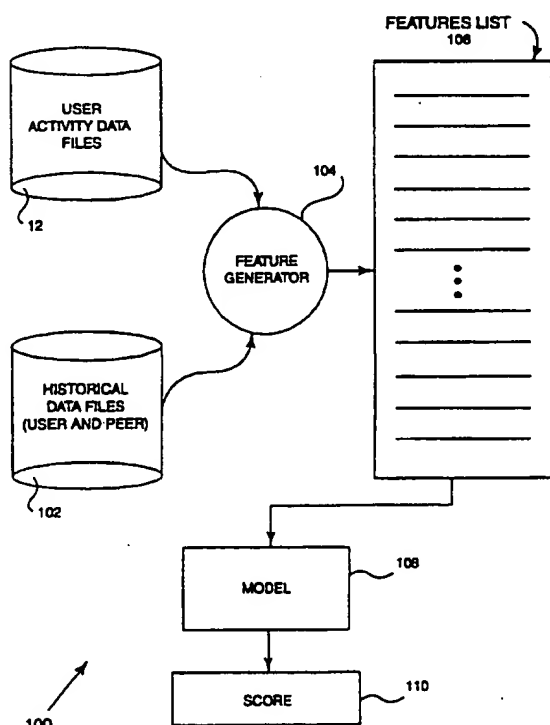 FEATURES LIST
106
USER
ACTIVITY DATA
FILES
12
104
FEATURE
GENERATOR
HISTORICAL
DATA FILES
(USER AND PEER)
102
MODEL
108
SCORE
110
100